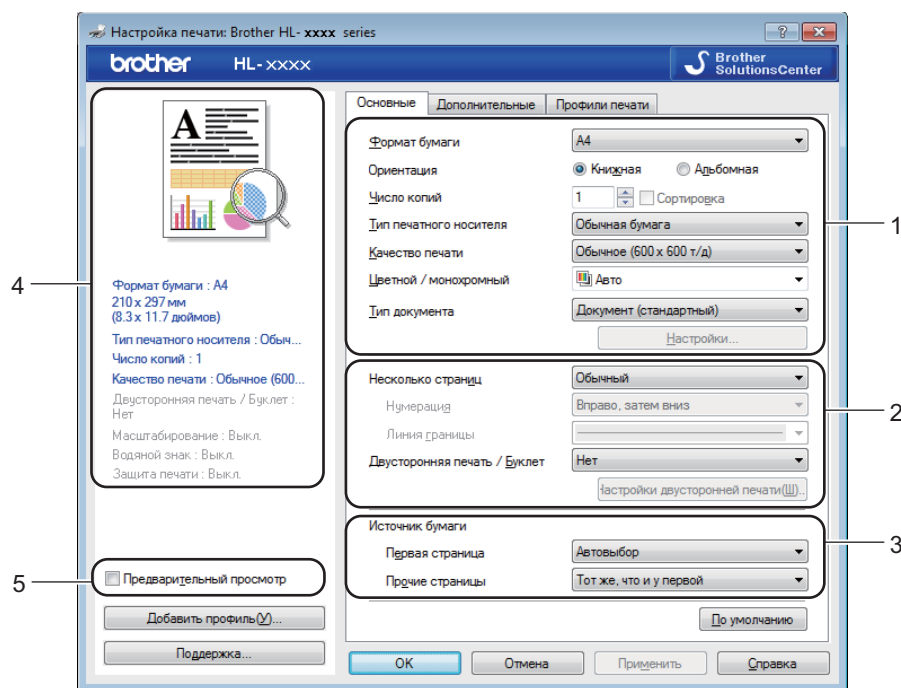 Настройка печати: Brother HL- xxxx series
brother HL- xxxx
Brother
SolutionsCenter
Основные Дополнительные Профили печати
A
Формат бумаги A4
Ориентация Книжная Альбомная
Число копий 1 Сортировка
Тип печатного носителя Обычная бумага
Качество печати Обычное (600 x 600 т/д)
Цветной / монохромный Авто
Тип документа Документ (стандартный)
Настройки...
1
Несколько страниц Обычный
Нумерация Вправо, затем вниз
Линия границы
Двусторонняя печать / Буклет Нет
Настройки двусторонней печати(Ш)..
2
Источник бумаги
Первая страница Автовыбор
Прочие страницы Тот же, что и у первой
3
По умолчанию
4
Формат бумаги : A4
210 x 297 мм
(8.3 x 11.7 дюймов)
Тип печатного носителя : Обыч...
Число копий : 1
Качество печати : Обычное (600...
Двусторонняя печать / Буклет :
Нет
Масштабирование : Выкл.
Водяной знак : Выкл.
Защита печати : Выкл.
5
Предварительный просмотр
Добавить профиль(У)...
Поддержка...
OK Отмена Применить Справка